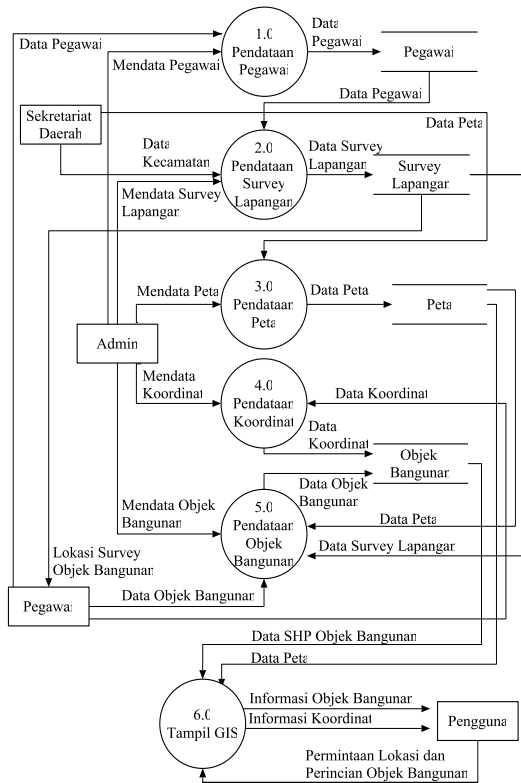 Data Pegawai
Mendata Pegawai
1.0
Pendataan
Pegawai
Data
Pegawai
Pegawai
Data Pegawai
Sekretariat
Daerah
Data Peta
Data
Kecamatan
Mendata Survey
Lapangan
2.0
Pendataan
Survey
Lapangan
Data Survey
Lapangan
Survey
Lapangan
Mendata Peta
3.0
Pendataan
Peta
Data Peta
Peta
Admin
Mendata
Koordinat
4.0
Pendataan
Koordinat
Data Koordinat
Data
Koordinat
Objek
Bangunan
Data Objek
Bangunan
Mendata Objek
Bangunan
5.0
Pendataan
Objek
Bangunan
Data Peta
Data Survey Lapangan
Lokasi Survey
Objek Bangunan
Pegawai
Data Objek Bangunan
Data SHP Objek Bangunan
Data Peta
6.0
Tampil GIS
Informasi Objek Bangunan
Informasi Koordinat
Pengguna
Permintaan Lokasi dan
Perincian Objek Bangunan